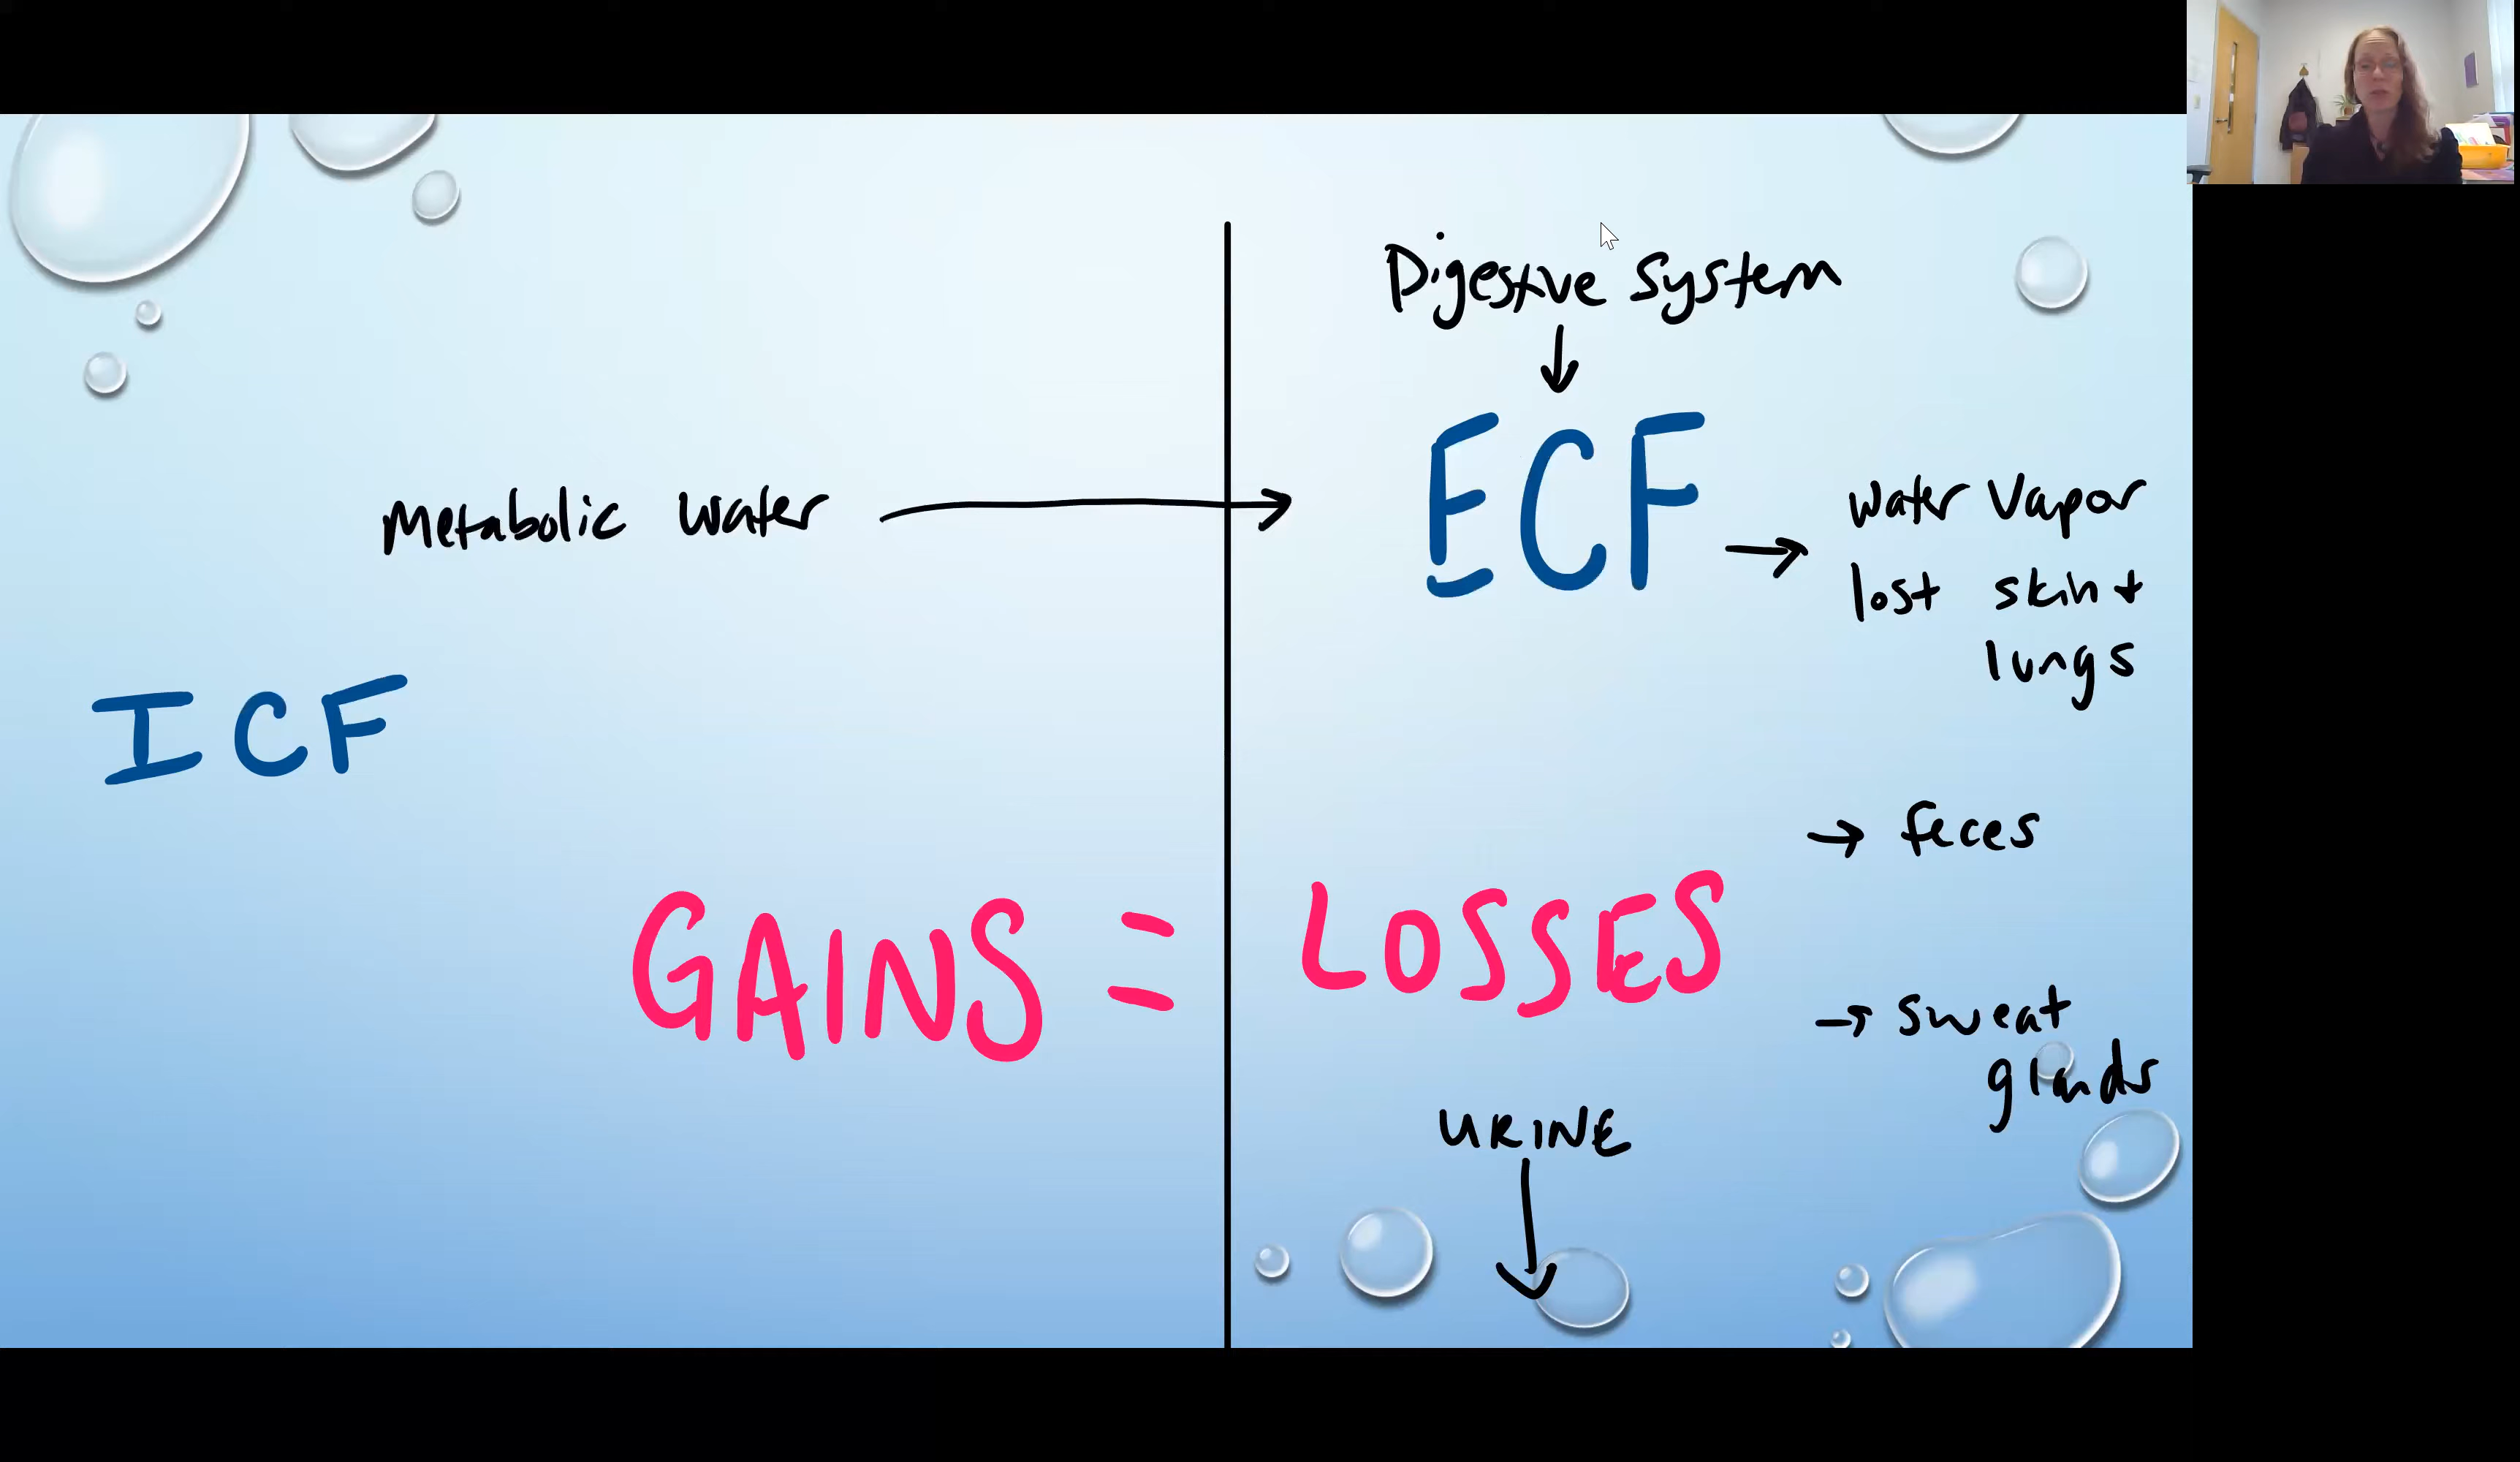 Digestive System
ECF
Metabolic Water
Water Vapor
lost skin +
lungs
ICF
→ feces
GAINS = LOSSES
→ sweat
glands
URINE